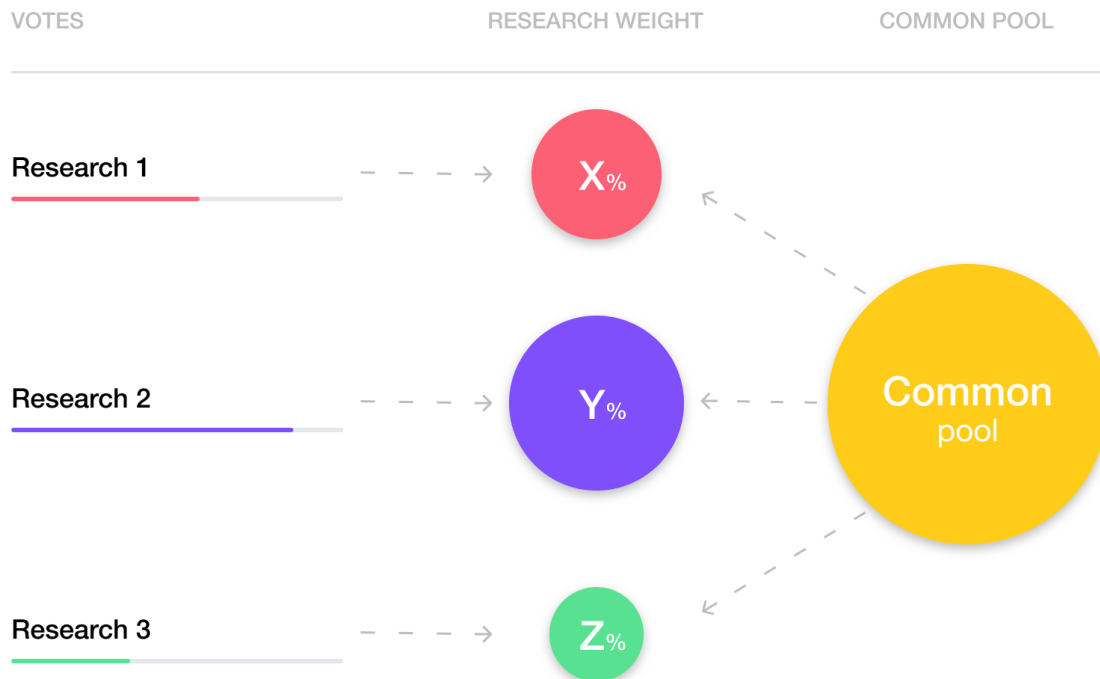 VOTES
RESEARCH WEIGHT
COMMON POOL
Research 1
X%
Research 2
Y%
Common
pool
Research 3
Z%